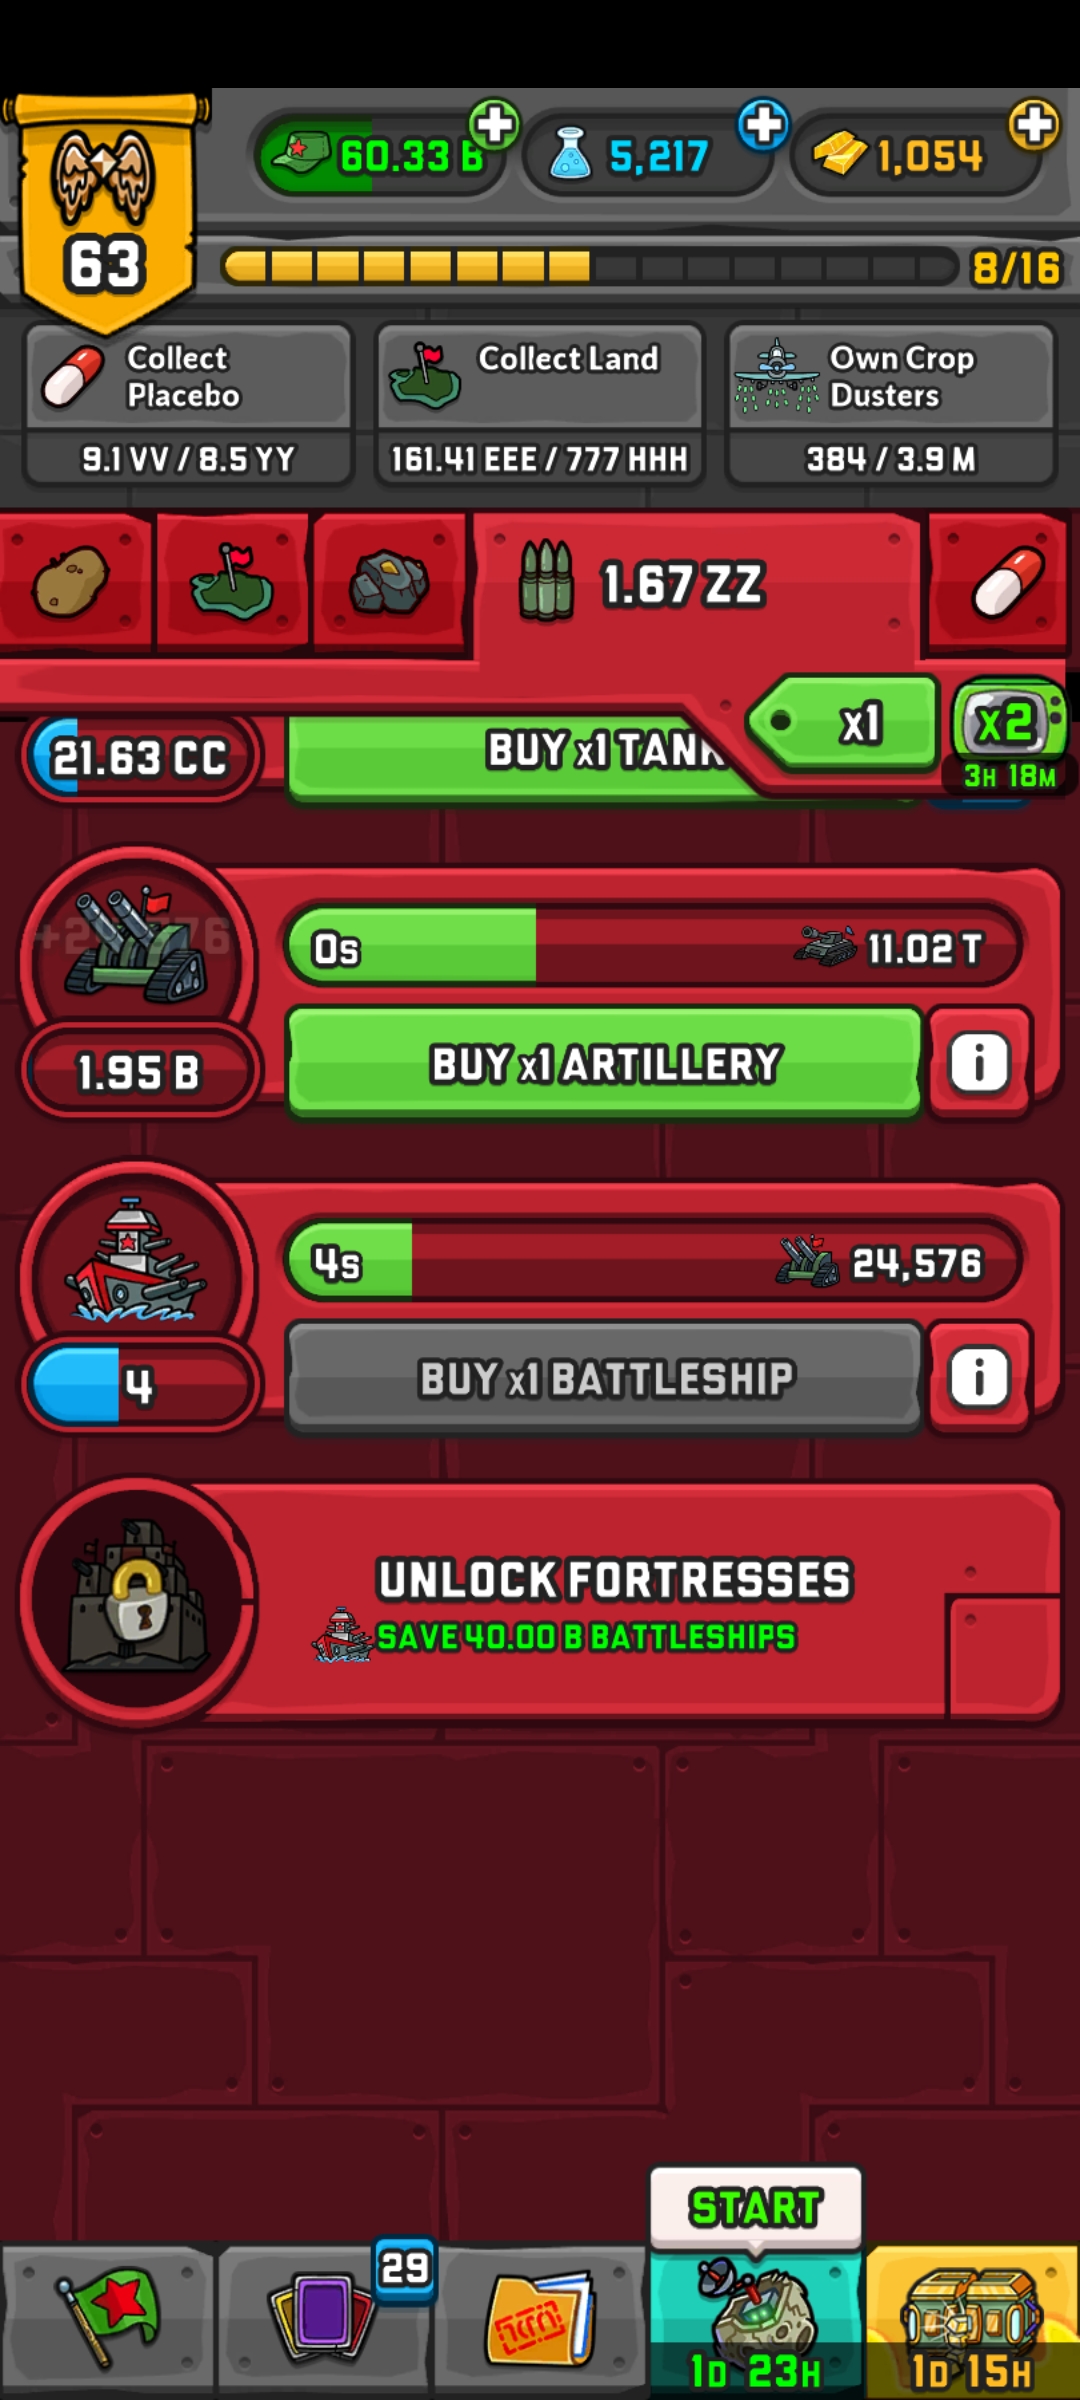 60.33 B
5,217
1,054
63
8/16
Collect
Placebo
9.1 VV / 8.5 YY
Collect Land
161.41 EEE / 777 HHH
Own Crop
Dusters
384 / 3.9 M
1.67 ZZ
x1
x2
3H 18M
21.63 CC
BUY x1 TANK
0s
11.02 T
1.95 B
BUY x1 ARTILLERY
i
4s
24,576
4
BUY x1 BATTLESHIP
i
UNLOCK FORTRESSES
SAVE 40.00 B BATTLESHIPS
START
29
1D 23H
1D 15H